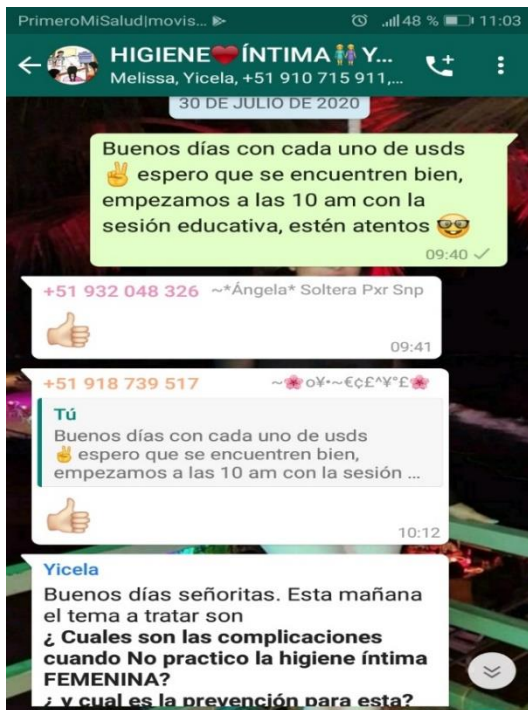 PrimeroMiSalud|movis... 48 % 11:03
HIGIENE❤️ÍNTIMA👭Y...
Melissa, Yicela, +51 910 715 911,...
30 DE JULIO DE 2020
Buenos días con cada uno de usds
✌🏻 espero que se encuentren bien,
empezamos a las 10 am con la
sesión educativa, estén atentos 🤓
09:40
+51 932 048 326 ~*Ángela* Soltera Pxr Snp
👍🏻
09:41
+51 918 739 517 ~🌸o¥•~€¢£^¥°£🌸
Tú
Buenos días con cada uno de usds
✌🏻 espero que se encuentren bien,
empezamos a las 10 am con la sesión ...
👍🏻
10:12
Yicela
Buenos días señoritas. Esta mañana
el tema a tratar son
¿ Cuales son las complicaciones
cuando No practico la higiene íntima
FEMENINA?
¿ y cual es la prevención para esta?